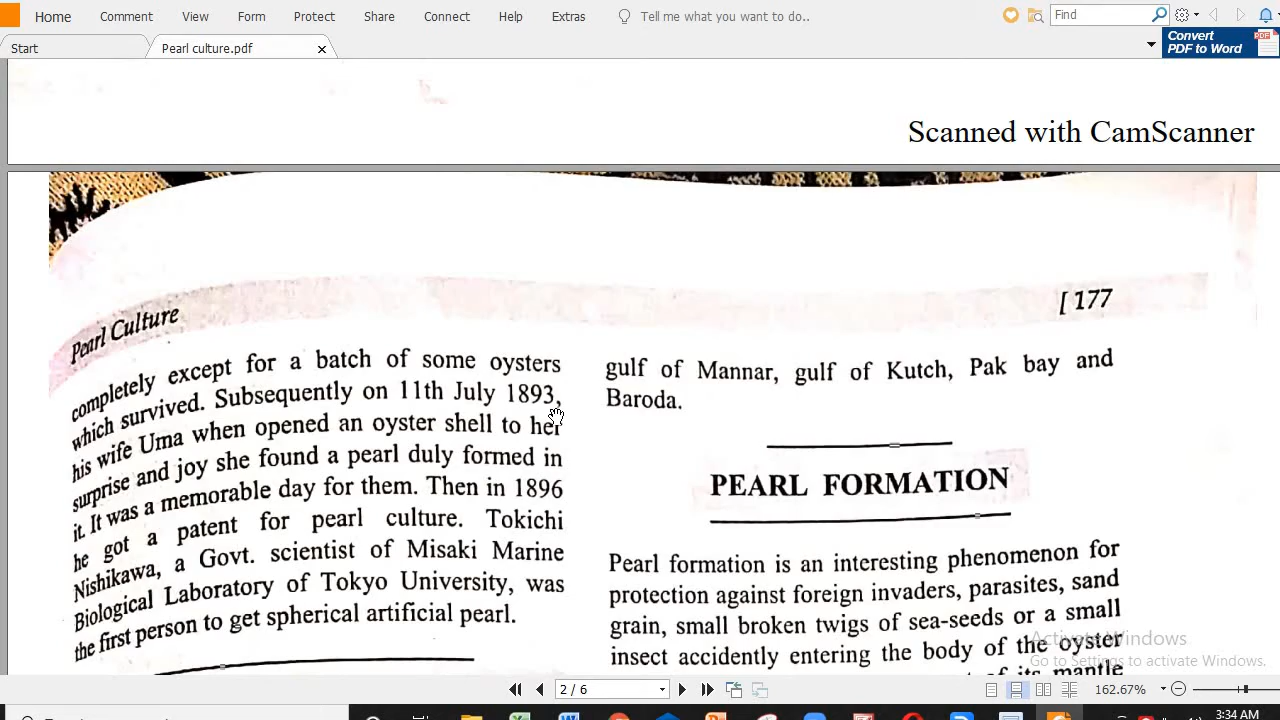 Home Comment View Form Project Share Connect Help Extras Tell me what you want to do.. Find
Start Pearl culture.pdf x
Convert
PDF to Word
Scanned with CamScanner
Pearl Culture
[ 177
completely except for a batch of some oysters
which survived. Subsequently on 11th July 1893,
his wife Uma when opened an oyster shell to her
surprise and joy she found a pearl duly formed in
it. It was a memorable day for them. Then in 1896
he got a patent for pearl culture. Tokichi
Nishikawa, a Govt. scientist of Misaki Marine
Biological Laboratory of Tokyo University, was
the first person to get spherical artificial pearl.
gulf of Mannar, gulf of Kutch, Pak bay and
Baroda.
PEARL FORMATION
Pearl formation is an interesting phenomenon for
protection against foreign invaders, parasites, sand
grain, small broken twigs of sea-seeds or a small
insect accidently entering the body of the oyster
of its mantle
Activate Windows
Go to Settings to activate Windows.
2 / 6
162.67%
3:34 AM